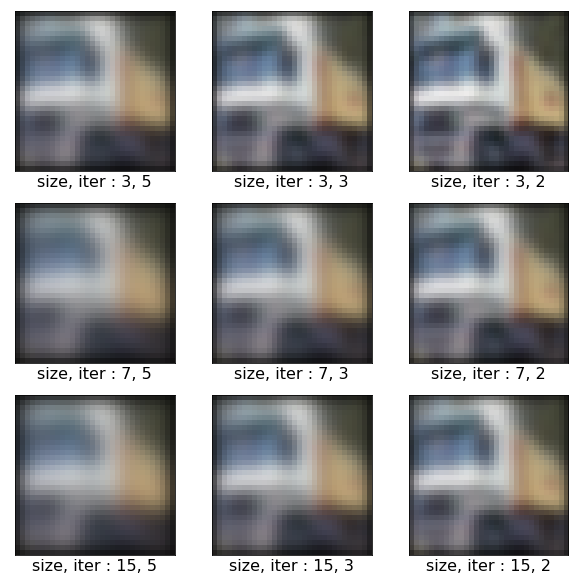 size, iter : 3, 5
size, iter : 3, 3
size, iter : 3, 2
size, iter : 7, 5
size, iter : 7, 3
size, iter : 7, 2
size, iter : 15, 5
size, iter : 15, 3
size, iter : 15, 2